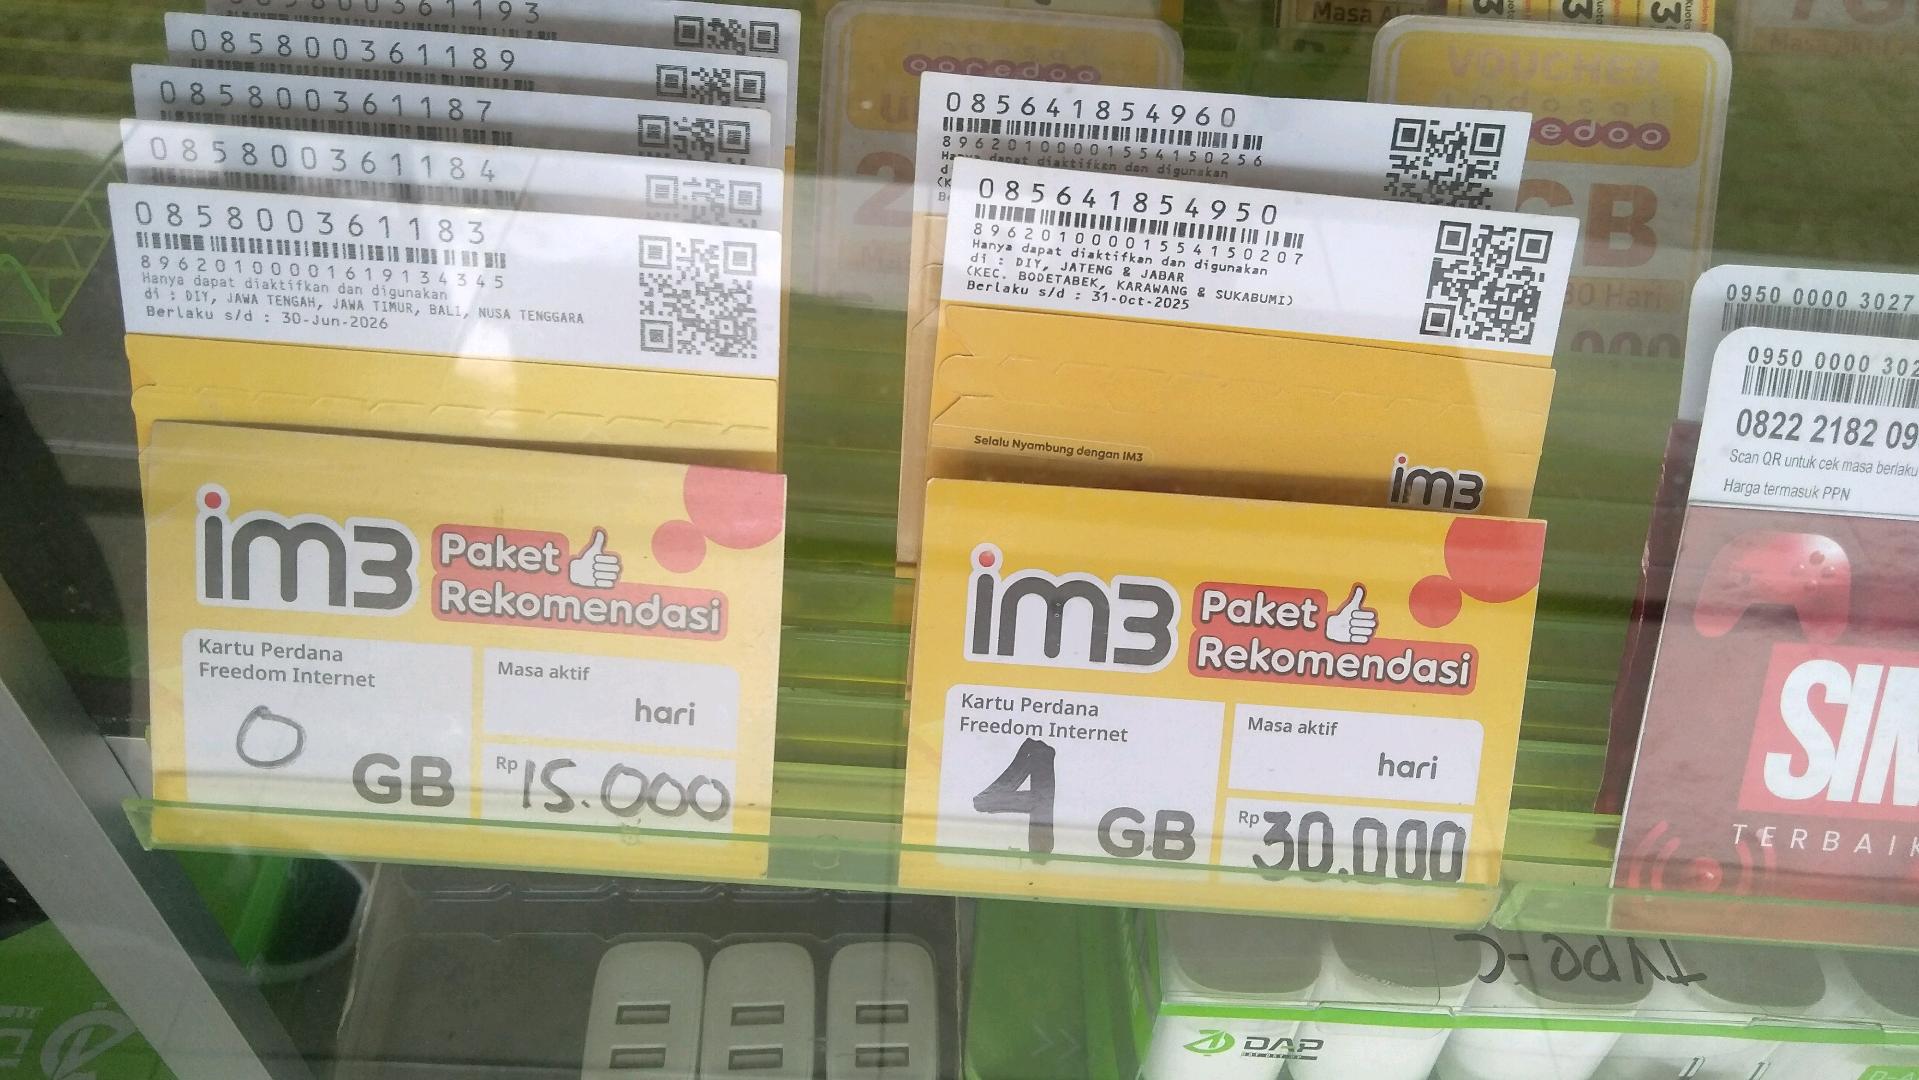 085800361193
085800361189
085800361187
085800361184
085800361183
8962010000161913434 5
Hanya dapat diaktifkan dan digunakan
di : DIY, JAWA TENGAH, JAWA TIMUR, BALI, NUSA TENGGARA
Berlaku s/d : 30-Jun-2026
im3 Paket
Rekomendasi
Kartu Perdana
Freedom Internet
0 GB
Masa aktif
hari
Rp 15.000
ooredoo
085641854960
89620100001554150256
Hanya dapat diaktifkan dan digunakan
085641854950
89620100001554150207
Hanya dapat diaktifkan dan digunakan
di : DIY, JATENG & JABAR
(KEC. BODETABEK, KARAWANG & SUKABUMI)
Berlaku s/d : 31-Oct-2025
Selalu Nyambung dengan IM3
im3
im3 Paket
Rekomendasi
Kartu Perdana
Freedom Internet
4 GB
Masa aktif
hari
Rp 30.000
Masa
VOUCHER
Indosat
GB
30 Hari
0950 0000 3027
0950 0000 302
0822 2182 09
Scan QR untuk cek masa berlaku
Harga termasuk PPN
TYPE-C
DAP